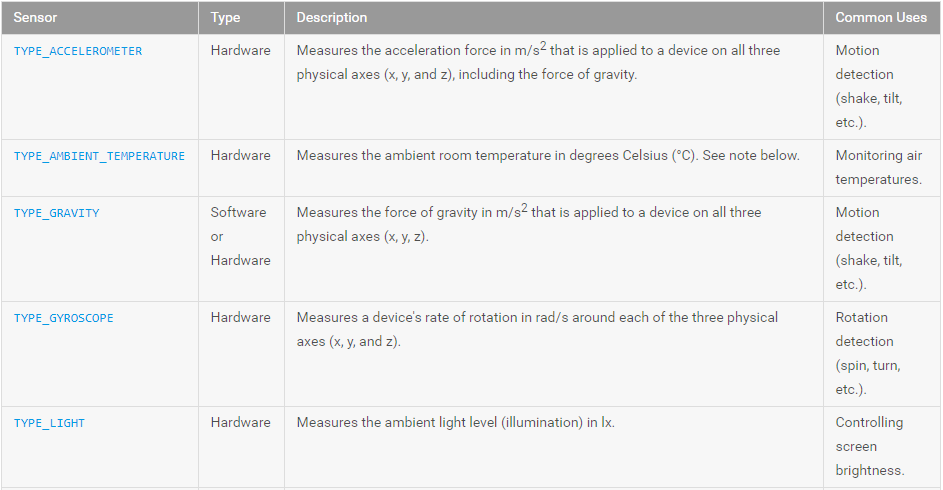 Sensor Type Description Common Uses
TYPE_ACCELEROMETER Hardware Measures the acceleration force in m/s2 that is applied to a device on all three Motion
physical axes (x, y, and z), including the force of gravity. detection
(shake, tilt,
etc.).
TYPE_AMBIENT_TEMPERATURE Hardware Measures the ambient room temperature in degrees Celsius (°C). See note below. Monitoring air
temperatures.
TYPE_GRAVITY Software Measures the force of gravity in m/s2 that is applied to a device on all three Motion
or physical axes (x, y, z). detection
Hardware (shake, tilt,
etc.).
TYPE_GYROSCOPE Hardware Measures a device's rate of rotation in rad/s around each of the three physical Rotation
axes (x, y, and z). detection
(spin, turn,
etc.).
TYPE_LIGHT Hardware Measures the ambient light level (illumination) in lx. Controlling
screen
brightness.